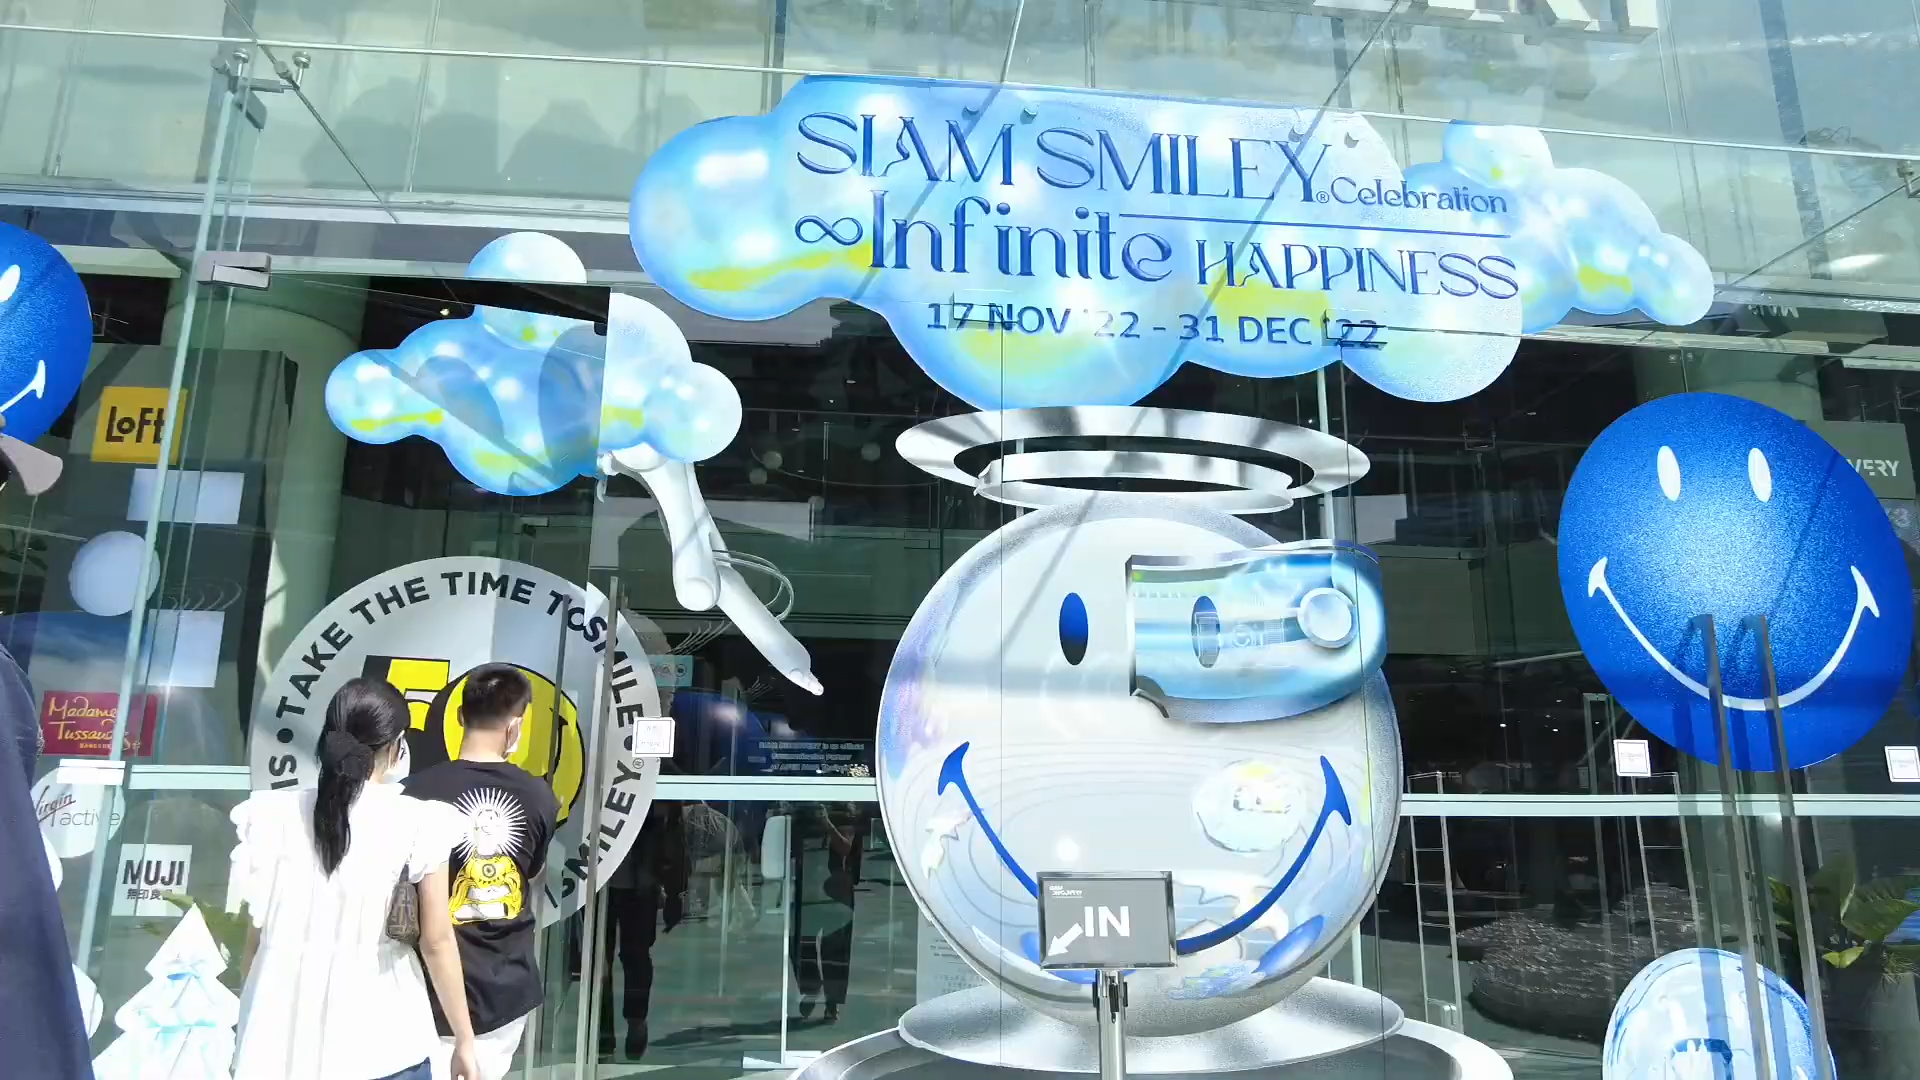 SIAM SMILEY® Celebration
∞Infinite HAPPINESS
17 NOV '22 - 31 DEC '22
LOFT
VERY
• TAKE THE TIME TO SMILE •
SMILEY®
Madame
Tussauds
BANGKOK
Virgin
active
MUJI
無印良品
IN